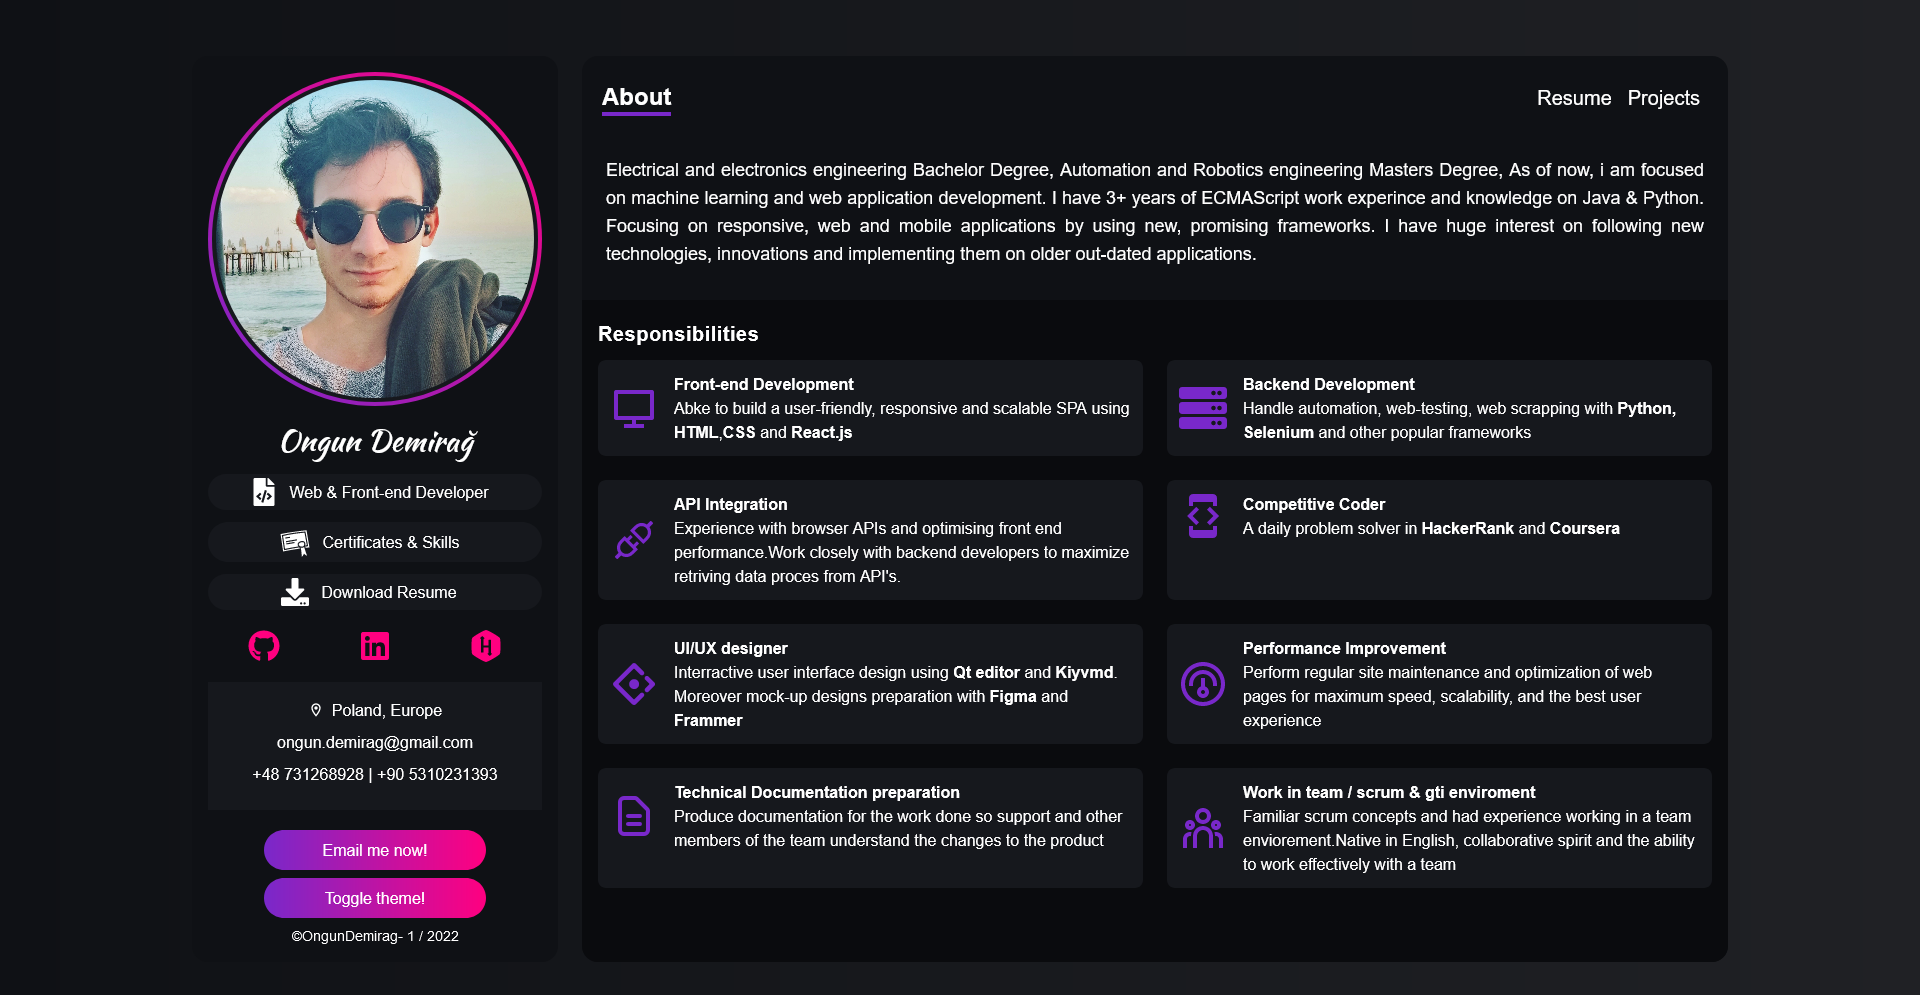 Ongun Demirağ
Web & Front-end Developer
Certificates & Skills
Download Resume
Poland, Europe
ongun.demirag@gmail.com
+48 731268928 | +90 5310231393
Email me now!
Toggle theme!
©OngunDemirag- 1 / 2022
About
Resume Projects
Electrical and electronics engineering Bachelor Degree, Automation and Robotics engineering Masters Degree, As of now, i am focused
on machine learning and web application development. I have 3+ years of ECMAScript work experince and knowledge on Java & Python.
Focusing on responsive, web and mobile applications by using new, promising frameworks. I have huge interest on following new
technologies, innovations and implementing them on older out-dated applications.
Responsibilities
Front-end Development
Abke to build a user-friendly, responsive and scalable SPA using
HTML,CSS and React.js
Backend Development
Handle automation, web-testing, web scrapping with Python,
Selenium and other popular frameworks
API Integration
Experience with browser APIs and optimising front end
performance.Work closely with backend developers to maximize
retriving data proces from API's.
Competitive Coder
A daily problem solver in HackerRank and Coursera
UI/UX designer
Interractive user interface design using Qt editor and Kiyvmd.
Moreover mock-up designs preparation with Figma and
Frammer
Performance Improvement
Perform regular site maintenance and optimization of web
pages for maximum speed, scalability, and the best user
experience
Technical Documentation preparation
Produce documentation for the work done so support and other
members of the team understand the changes to the product
Work in team / scrum & gti enviroment
Familiar scrum concepts and had experience working in a team
enviorement.Native in English, collaborative spirit and the ability
to work effectively with a team